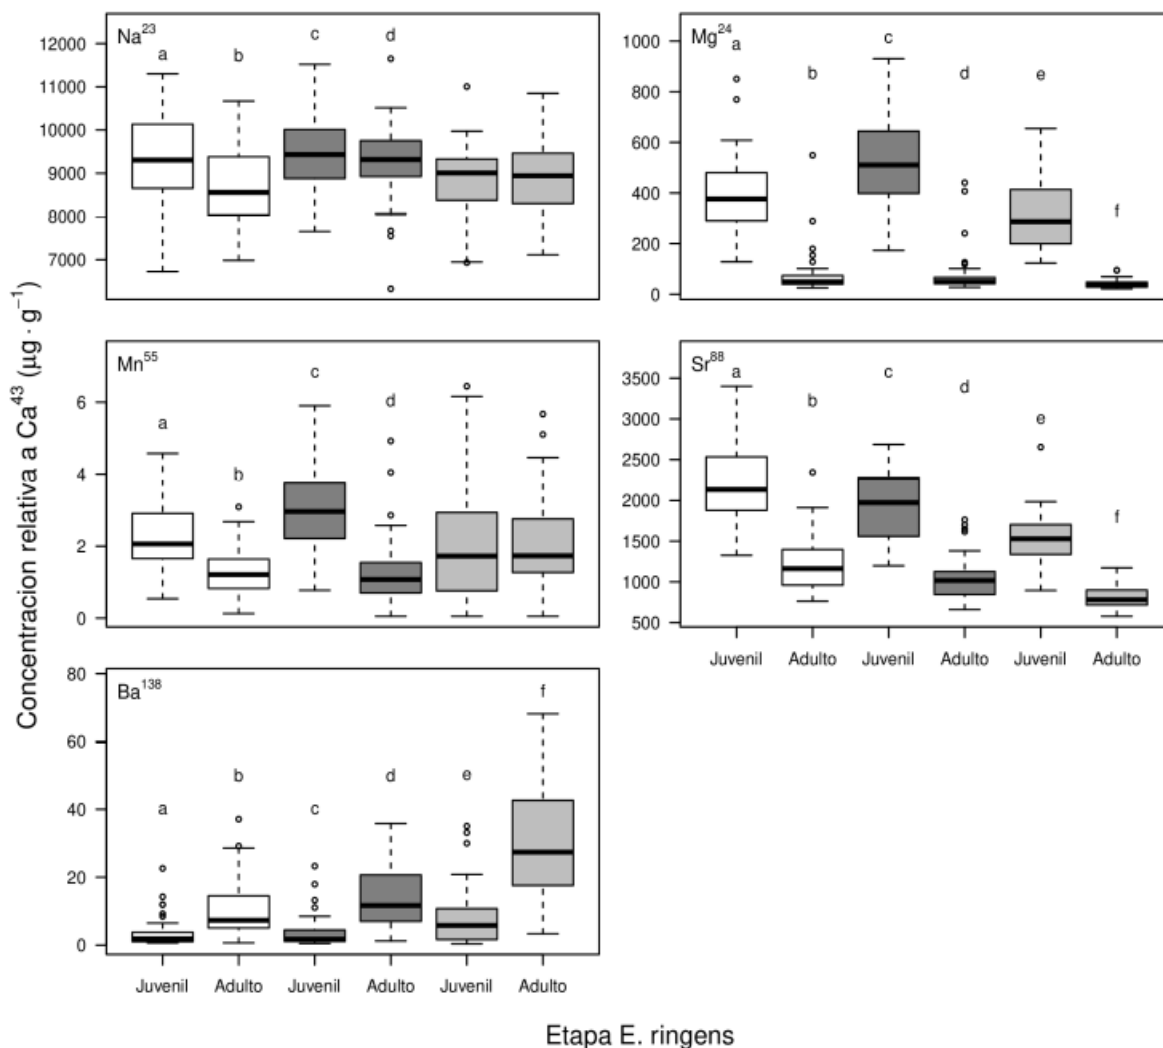 Concentracion relativa a Ca⁴³ (µg · g⁻¹)
Na²³
a b c d
12000
11000
10000
9000
8000
7000
Mg²⁴
a b c d e f
1000
800
600
400
200
0
Mn⁵⁵
a b c d
6
4
2
0
Sr⁸⁸
a b c d e f
3500
3000
2500
2000
1500
1000
500
Juvenil Adulto Juvenil Adulto Juvenil Adulto
Ba¹³⁸
a b c d e f
80
60
40
20
0
Juvenil Adulto Juvenil Adulto Juvenil Adulto
Etapa E. ringens